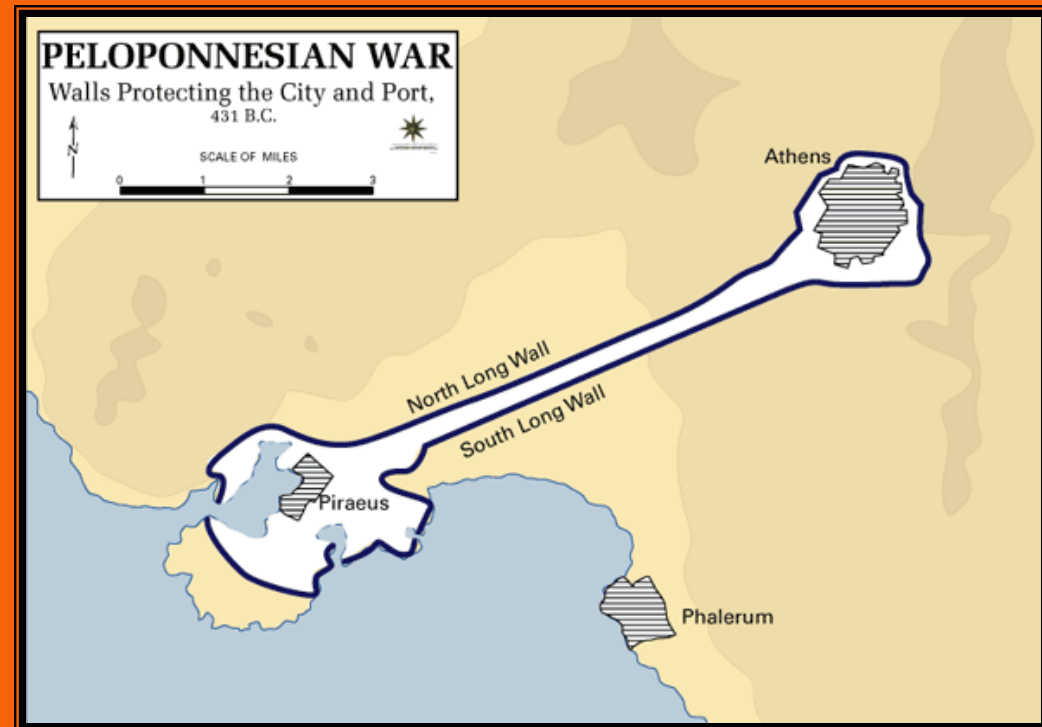 PELOPONNESIAN WAR
Walls Protecting the City and Port,
431 B.C.
N
SCALE OF MILES
0 1 2 3
Athens
North Long Wall
South Long Wall
Piraeus
Phalerum